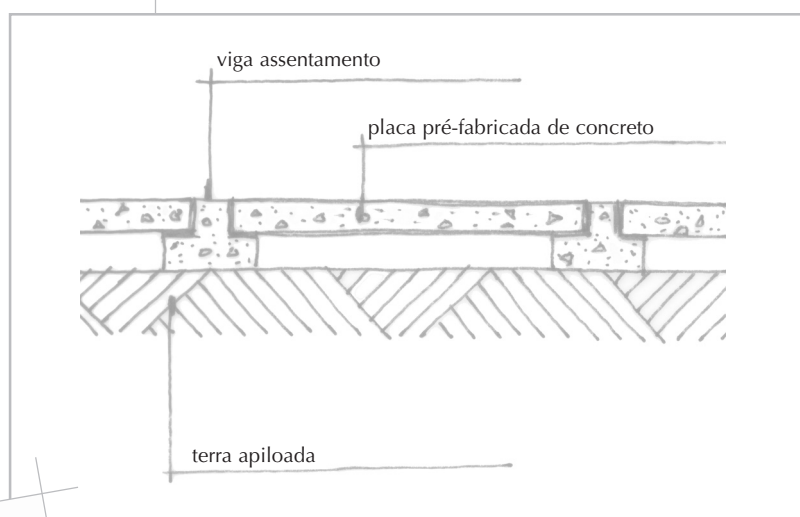 viga assentamento
placa pré-fabricada de concreto
terra apiloada